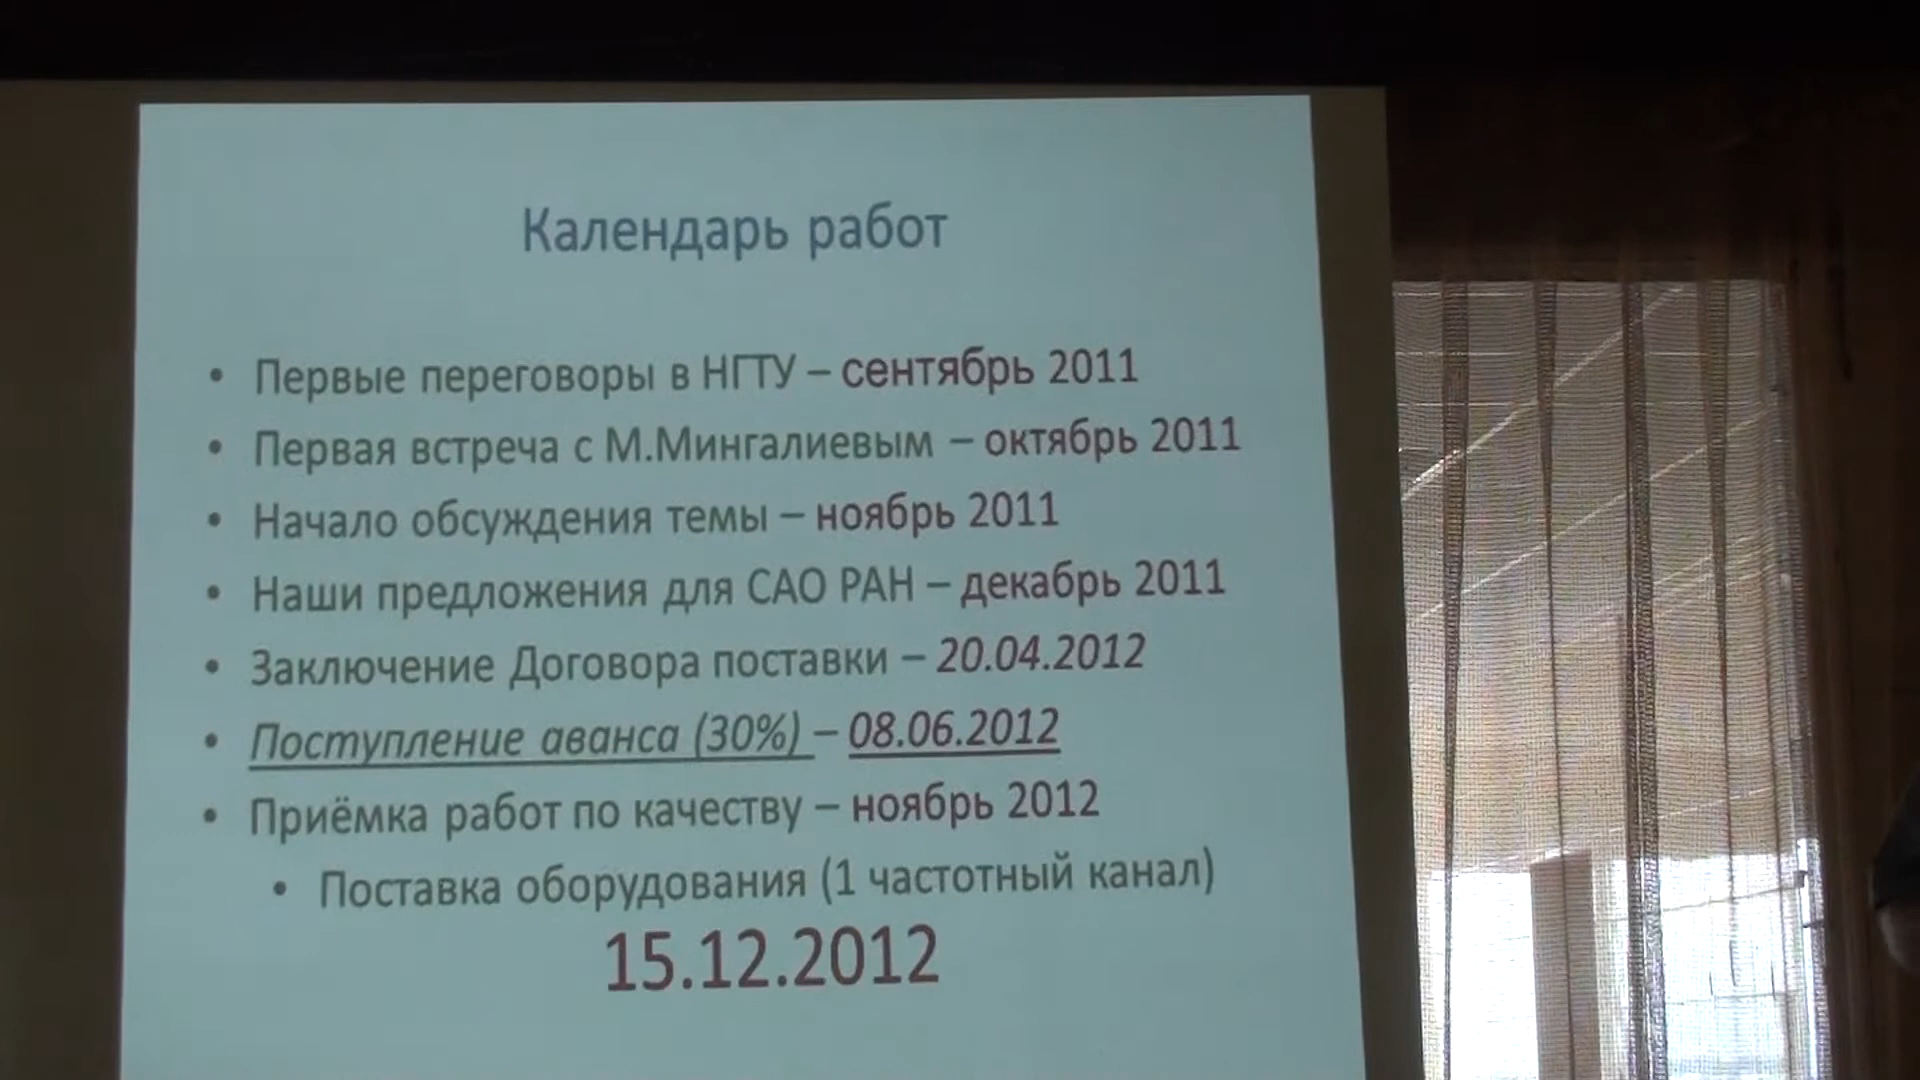 Календарь работ
• Первые переговоры в НГТУ – сентябрь 2011
• Первая встреча с М.Мингалиевым – октябрь 2011
• Начало обсуждения темы – ноябрь 2011
• Наши предложения для САО РАН – декабрь 2011
• Заключение Договора поставки – 20.04.2012
• Поступление аванса (30%) – 08.06.2012
• Приёмка работ по качеству – ноябрь 2012
• Поставка оборудования (1 частотный канал)
15.12.2012